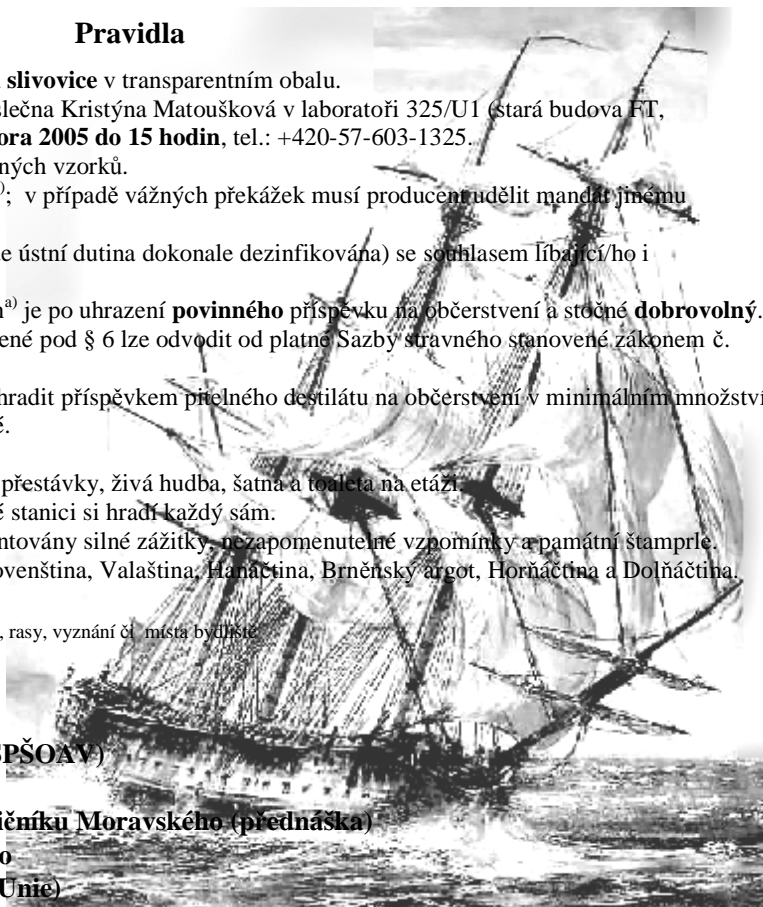 Pravidla
slivovice v transparentním obalu.
slečna Kristýna Matoušková v laboratoři 325/U1 (stará budova FT,
ora 2005 do 15 hodin, tel.: +420-57-603-1325.
ných vzorků.
); v případě vážných překážek musí producent udělit mandát jinému
e ústní dutina dokonale dezinfikována) se souhlasem líbající/ho i
a) je po uhrazení povinného příspěvku na občerstvení a stočné dobrovolný.
ené pod § 6 lze odvodit od platné Sazby stravného stanovené zákonem č.
hradit příspěvkem pitelného destilátu na občerstvení v minimálním množství
é.
přestávky, živá hudba, šatna a toaleta na etáži.
é stanici si hradí každý sám.
ntovány silné zážitky, nezapomenutelné vzpomínky a památní štamprle.
ovenština, Valaština, Hanáčtina, Brněnský argot, Horňáčtina a Dolňáčtina.
, rasy, vyznání či místa bydliště
SPŠOAV)
ičníku Moravského (přednáška)
o
Unie)